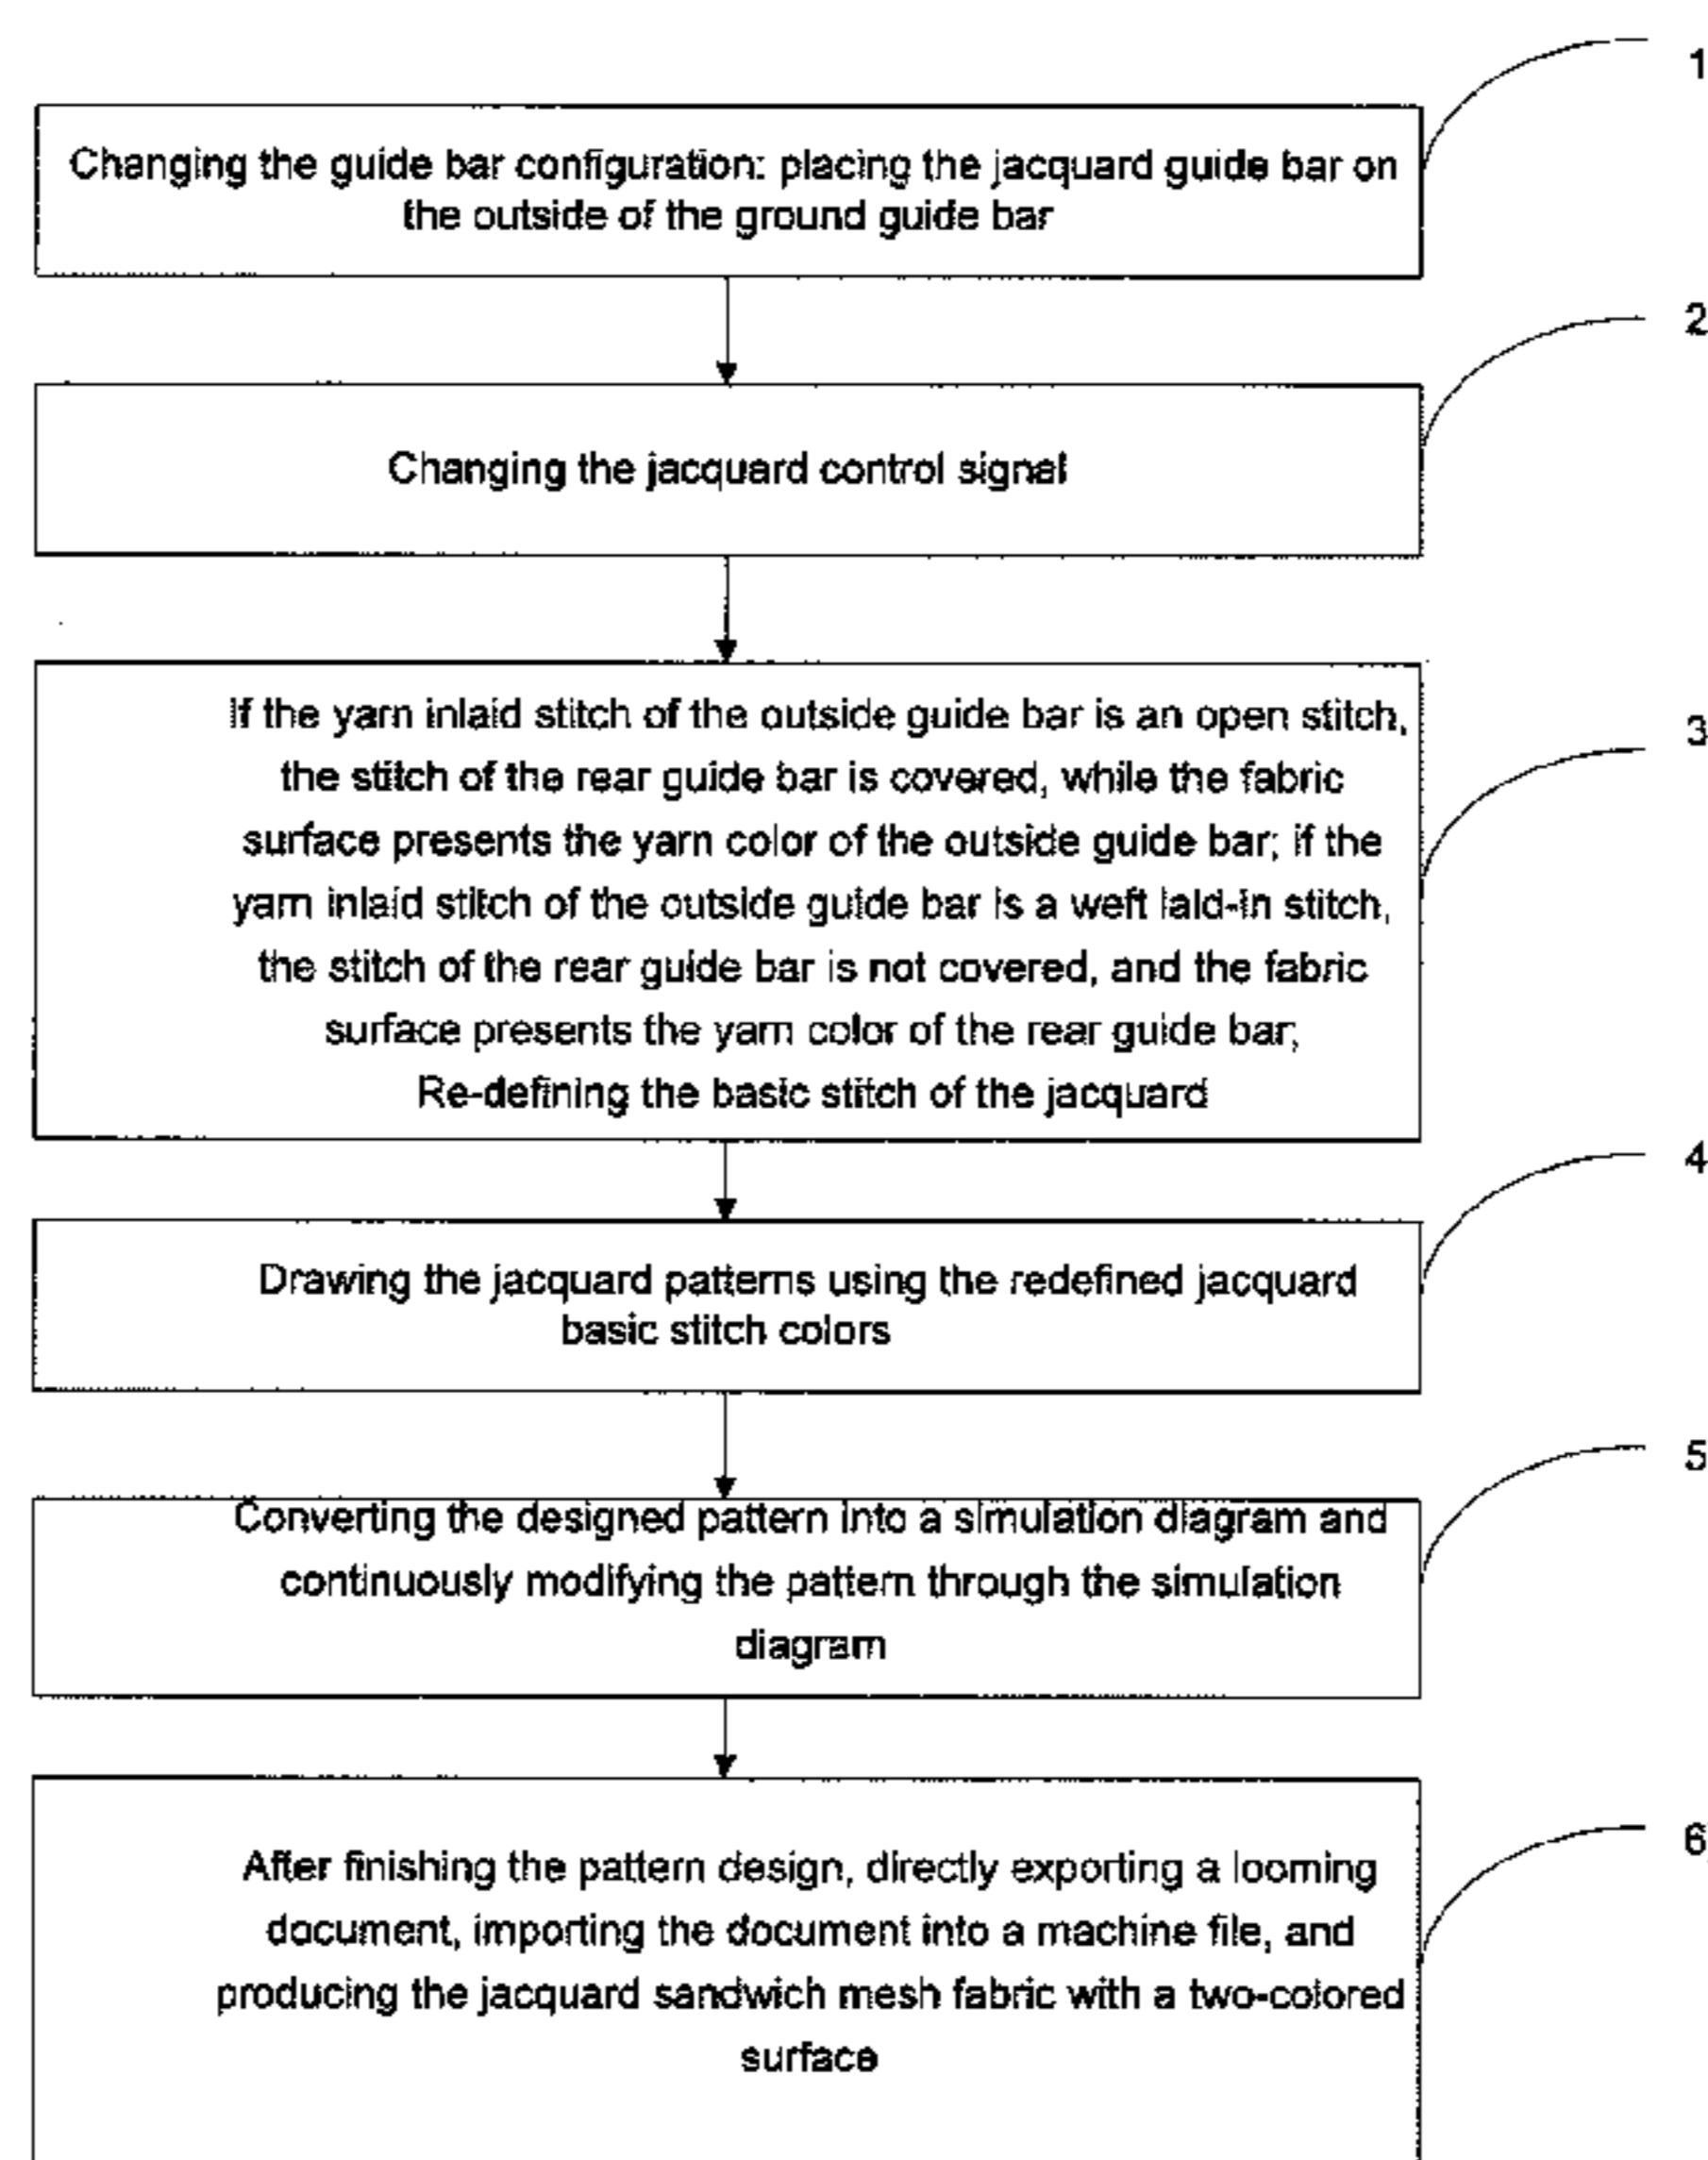 1
Changing the guide bar configuration: placing the jacquard guide bar on
the outside of the ground guide bar
2
Changing the jacquard control signal
3
If the yarn inlaid stitch of the outside guide bar is an open stitch,
the stitch of the rear guide bar is covered, while the fabric
surface presents the yarn color of the outside guide bar; if the
yarn inlaid stitch of the outside guide bar is a weft laid-in stitch,
the stitch of the rear guide bar is not covered, and the fabric
surface presents the yarn color of the rear guide bar;
Re-defining the basic stitch of the jacquard
4
Drawing the jacquard patterns using the redefined jacquard
basic stitch colors
5
Converting the designed pattern into a simulation diagram and
continuously modifying the pattern through the simulation
diagram
6
After finishing the pattern design, directly exporting a looming
document, importing the document into a machine file, and
producing the jacquard sandwich mesh fabric with a two-colored
surface